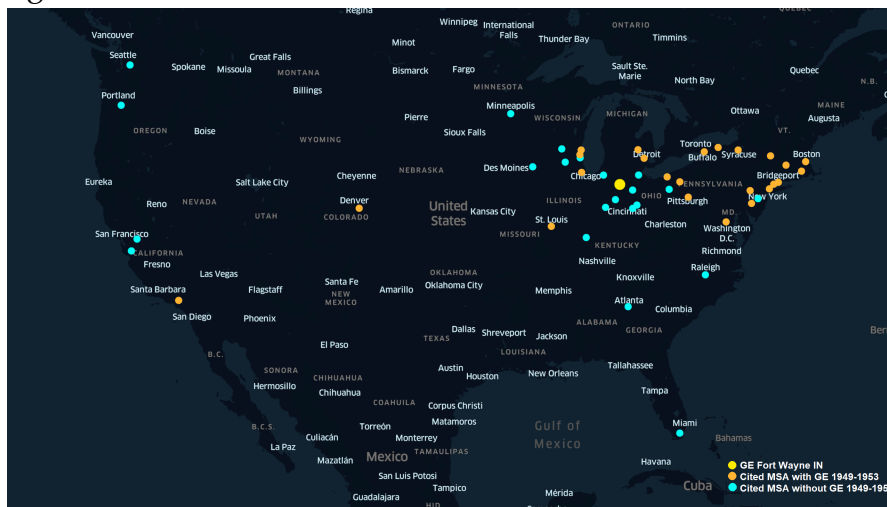 Regina
Winnipeg
International
Falls
ONTARIO
QUEBEC
Vancouver
Minot
Thunder Bay
Timmins
Seattle
Spokane
Missoula
Great Falls
MONTANA
Bismarck
Fargo
Sault Ste.
Marie
North Bay
Quebec
N.B.
Billings
MINNESOTA
Portland
Minneapolis
WISCONSIN
MICHIGAN
Ottawa
MAINE
Augusta
OREGON
Boise
Pierre
Sioux Falls
Toronto
VT.
WYOMING
Detroit
Buffalo
Syracuse
Boston
Eureka
Salt Lake City
Cheyenne
NEBRASKA
Des Moines
Chicago
PENNSYLVANIA
Bridgeport
Reno
NEVADA
UTAH
Denver
COLORADO
United
States
Kansas City
ILLINOIS
OHIO
Pittsburgh
New York
St. Louis
Cincinnati
MD.
San Francisco
MISSOURI
Charleston
Washington
D.C.
CALIFORNIA
Fresno
KENTUCKY
Richmond
Las Vegas
Nashville
Raleigh
Santa Barbara
Flagstaff
Santa Fe
Amarillo
OKLAHOMA
Oklahoma City
Knoxville
NEW
MEXICO
Memphis
Atlanta
Columbia
San Diego
Phoenix
ALABAMA
GEORGIA
Dallas
Shreveport
Jackson
TEXAS
El Paso
LOUISIANA
B.C.
Austin
Houston
New Orleans
Tallahassee
SONORA
CHIHUAHUA
Hermosillo
Chihuahua
Tampa
COAHUILA
Corpus Christi
B.C.S.
Torreón
Matamoros
Gulf of
Mexico
Miami
Culiacán
Monterrey
Bahamas
La Paz
Mazatlán
Mexico
TAMAULIPAS
Havana
San Luis Potosi
Cuba
Tampico
Mérida
Guadalajara
GE Fort Wayne IN
Cited MSA with GE 1949-1953
Cited MSA without GE 1949-195